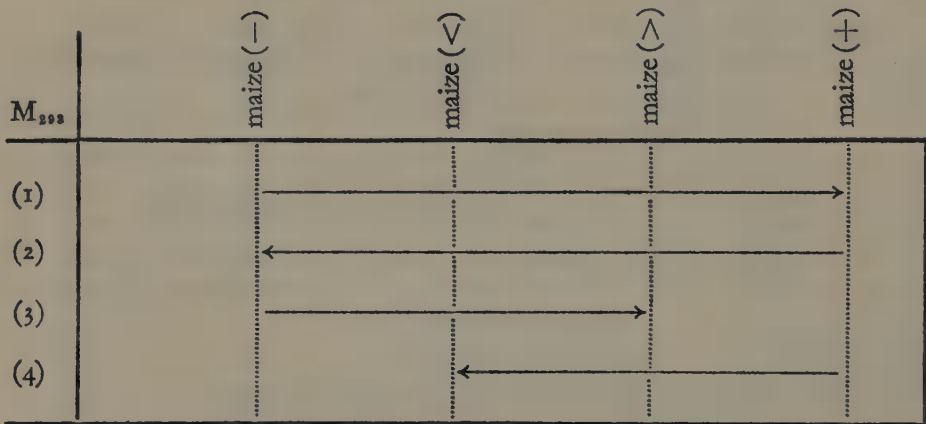 maize (−)
maize (<)
maize (>)
maize (+)
M₂₉₃
(1)
(2)
(3)
(4)